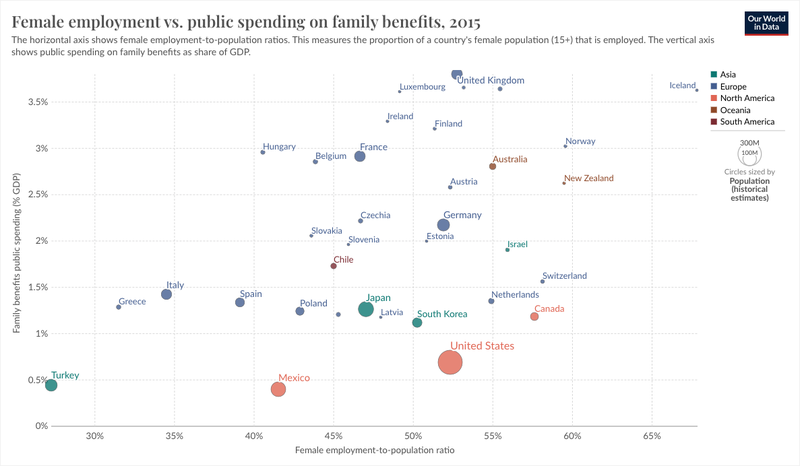 Female employment vs. public spending on family benefits, 2015
The horizontal axis shows female employment-to-population ratios. This measures the proportion of a country's female population (15+) that is employed. The vertical axis
shows public spending on family benefits as share of GDP.
Our World
in Data
Family benefits public spending (% GDP)
3.5%
3%
2.5%
2%
1.5%
1%
0.5%
0%
30%
35%
40%
45%
50%
55%
60%
65%
Female employment-to-population ratio
United Kingdom
Luxembourg
Iceland
Ireland
Finland
Hungary
Belgium
France
Norway
Australia
New Zealand
Austria
Czechia
Germany
Slovakia
Slovenia
Estonia
Israel
Chile
Switzerland
Italy
Greece
Spain
Poland
Japan
Latvia
South Korea
Netherlands
Canada
United States
Turkey
Mexico
Asia
Europe
North America
Oceania
South America
300M
100M
Circles sized by
Population
(historical
estimates)